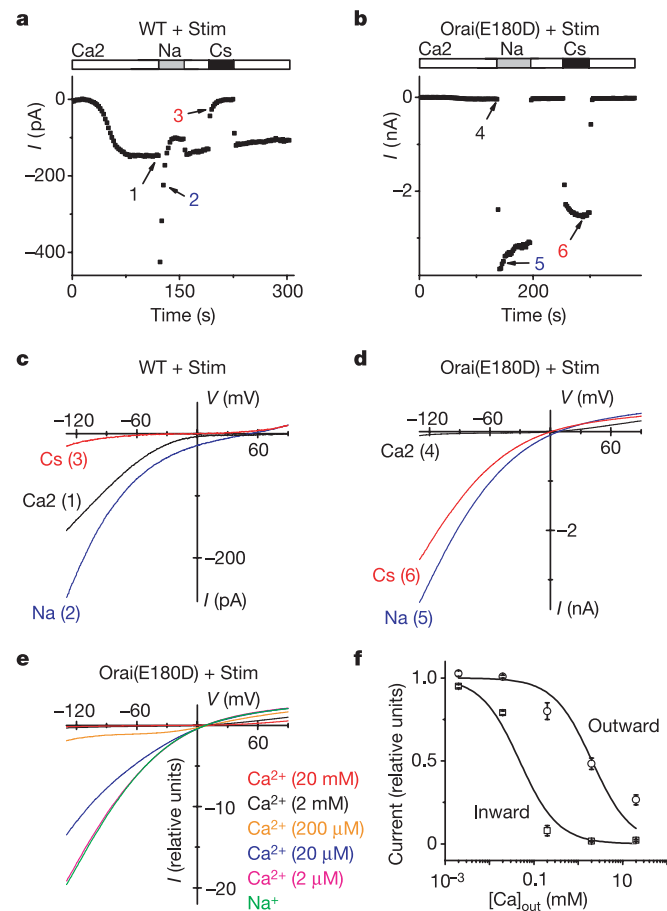 a
WT + Stim
Ca2 Na Cs
I (pA)
0
−200
−400
1
2
3
0 150 300
Time (s)
b
Orai(E180D) + Stim
Ca2 Na Cs
I (nA)
0
−2
4
5
6
0 200
Time (s)
c
WT + Stim
V (mV)
−120 −60 60
Cs (3)
Ca2 (1)
Na (2)
−200
I (pA)
d
Orai(E180D) + Stim
V (mV)
−120 −60 60
Ca2 (4)
−2
Cs (6)
Na (5)
I (nA)
e
Orai(E180D) + Stim
V (mV)
−120 −60 60
I (relative units)
−10
−20
Ca²⁺ (20 mM)
Ca²⁺ (2 mM)
Ca²⁺ (200 μM)
Ca²⁺ (20 μM)
Ca²⁺ (2 μM)
Na⁺
f
Current (relative units)
1.0
0.5
0
Outward
Inward
10⁻³ 0.1 10
[Ca]out (mM)